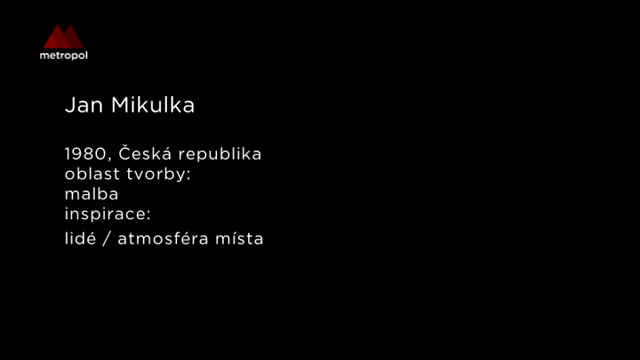 metropol
Jan Mikulka
1980, Česká republika
oblast tvorby:
malba
inspirace:
lidé / atmosféra místa